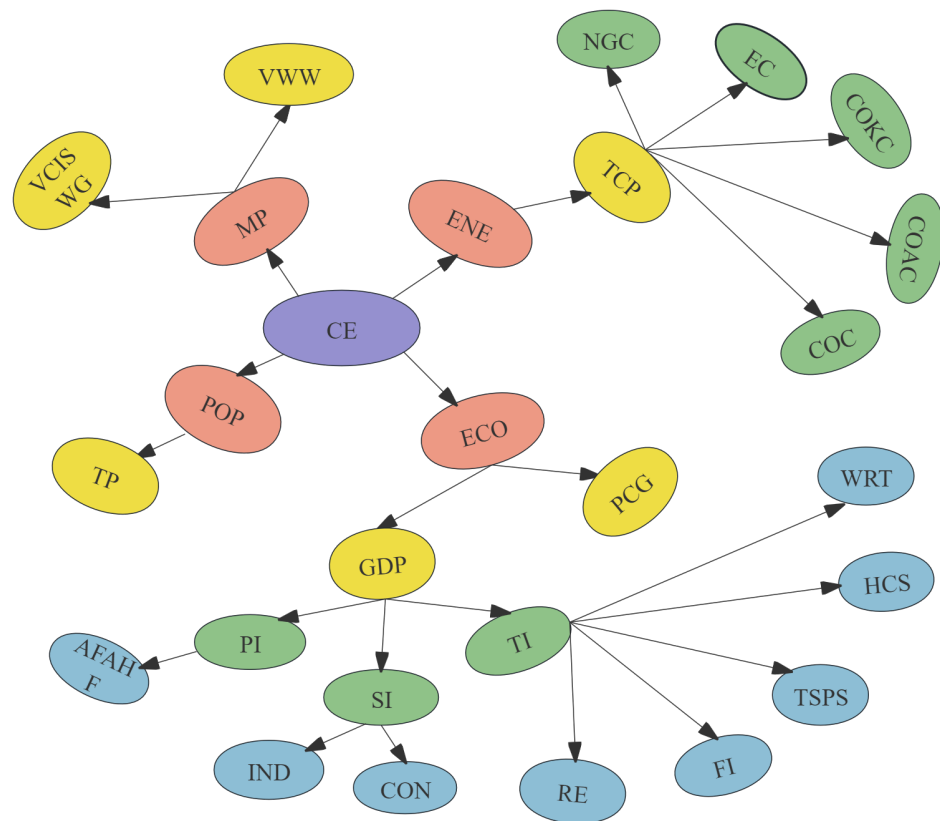 NGC
EC
VWW
COKC
VCIS
WG
TCP
MP
ENE
COAC
CE
COC
POP
ECO
TP
PCG
WRT
GDP
HCS
PI
TI
AFAH
F
SI
TSPS
IND
CON
RE
FI